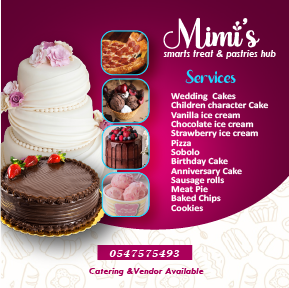 Mimi's
smarts treat & pastries hub
Services
Wedding Cakes
Children character Cake
Vanilla ice cream
Chocolate ice cream
Strawberry ice cream
Pizza
Sobolo
Birthday Cake
Anniversary Cake
Sausage rolls
Meat Pie
Baked Chips
Cookies
0547575493
Catering &Vendor Available